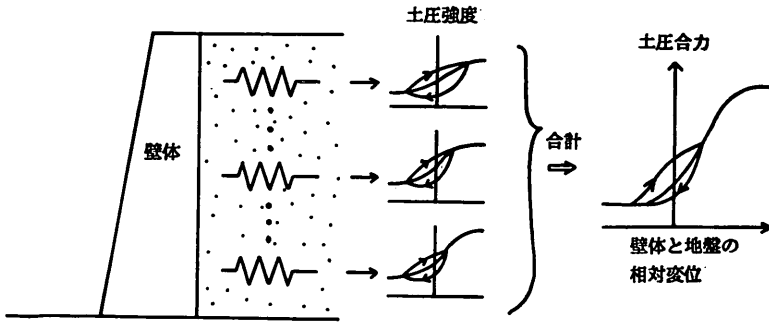 土圧強度
土圧合力
壁体
合計
壁体と地盤の
相対変位